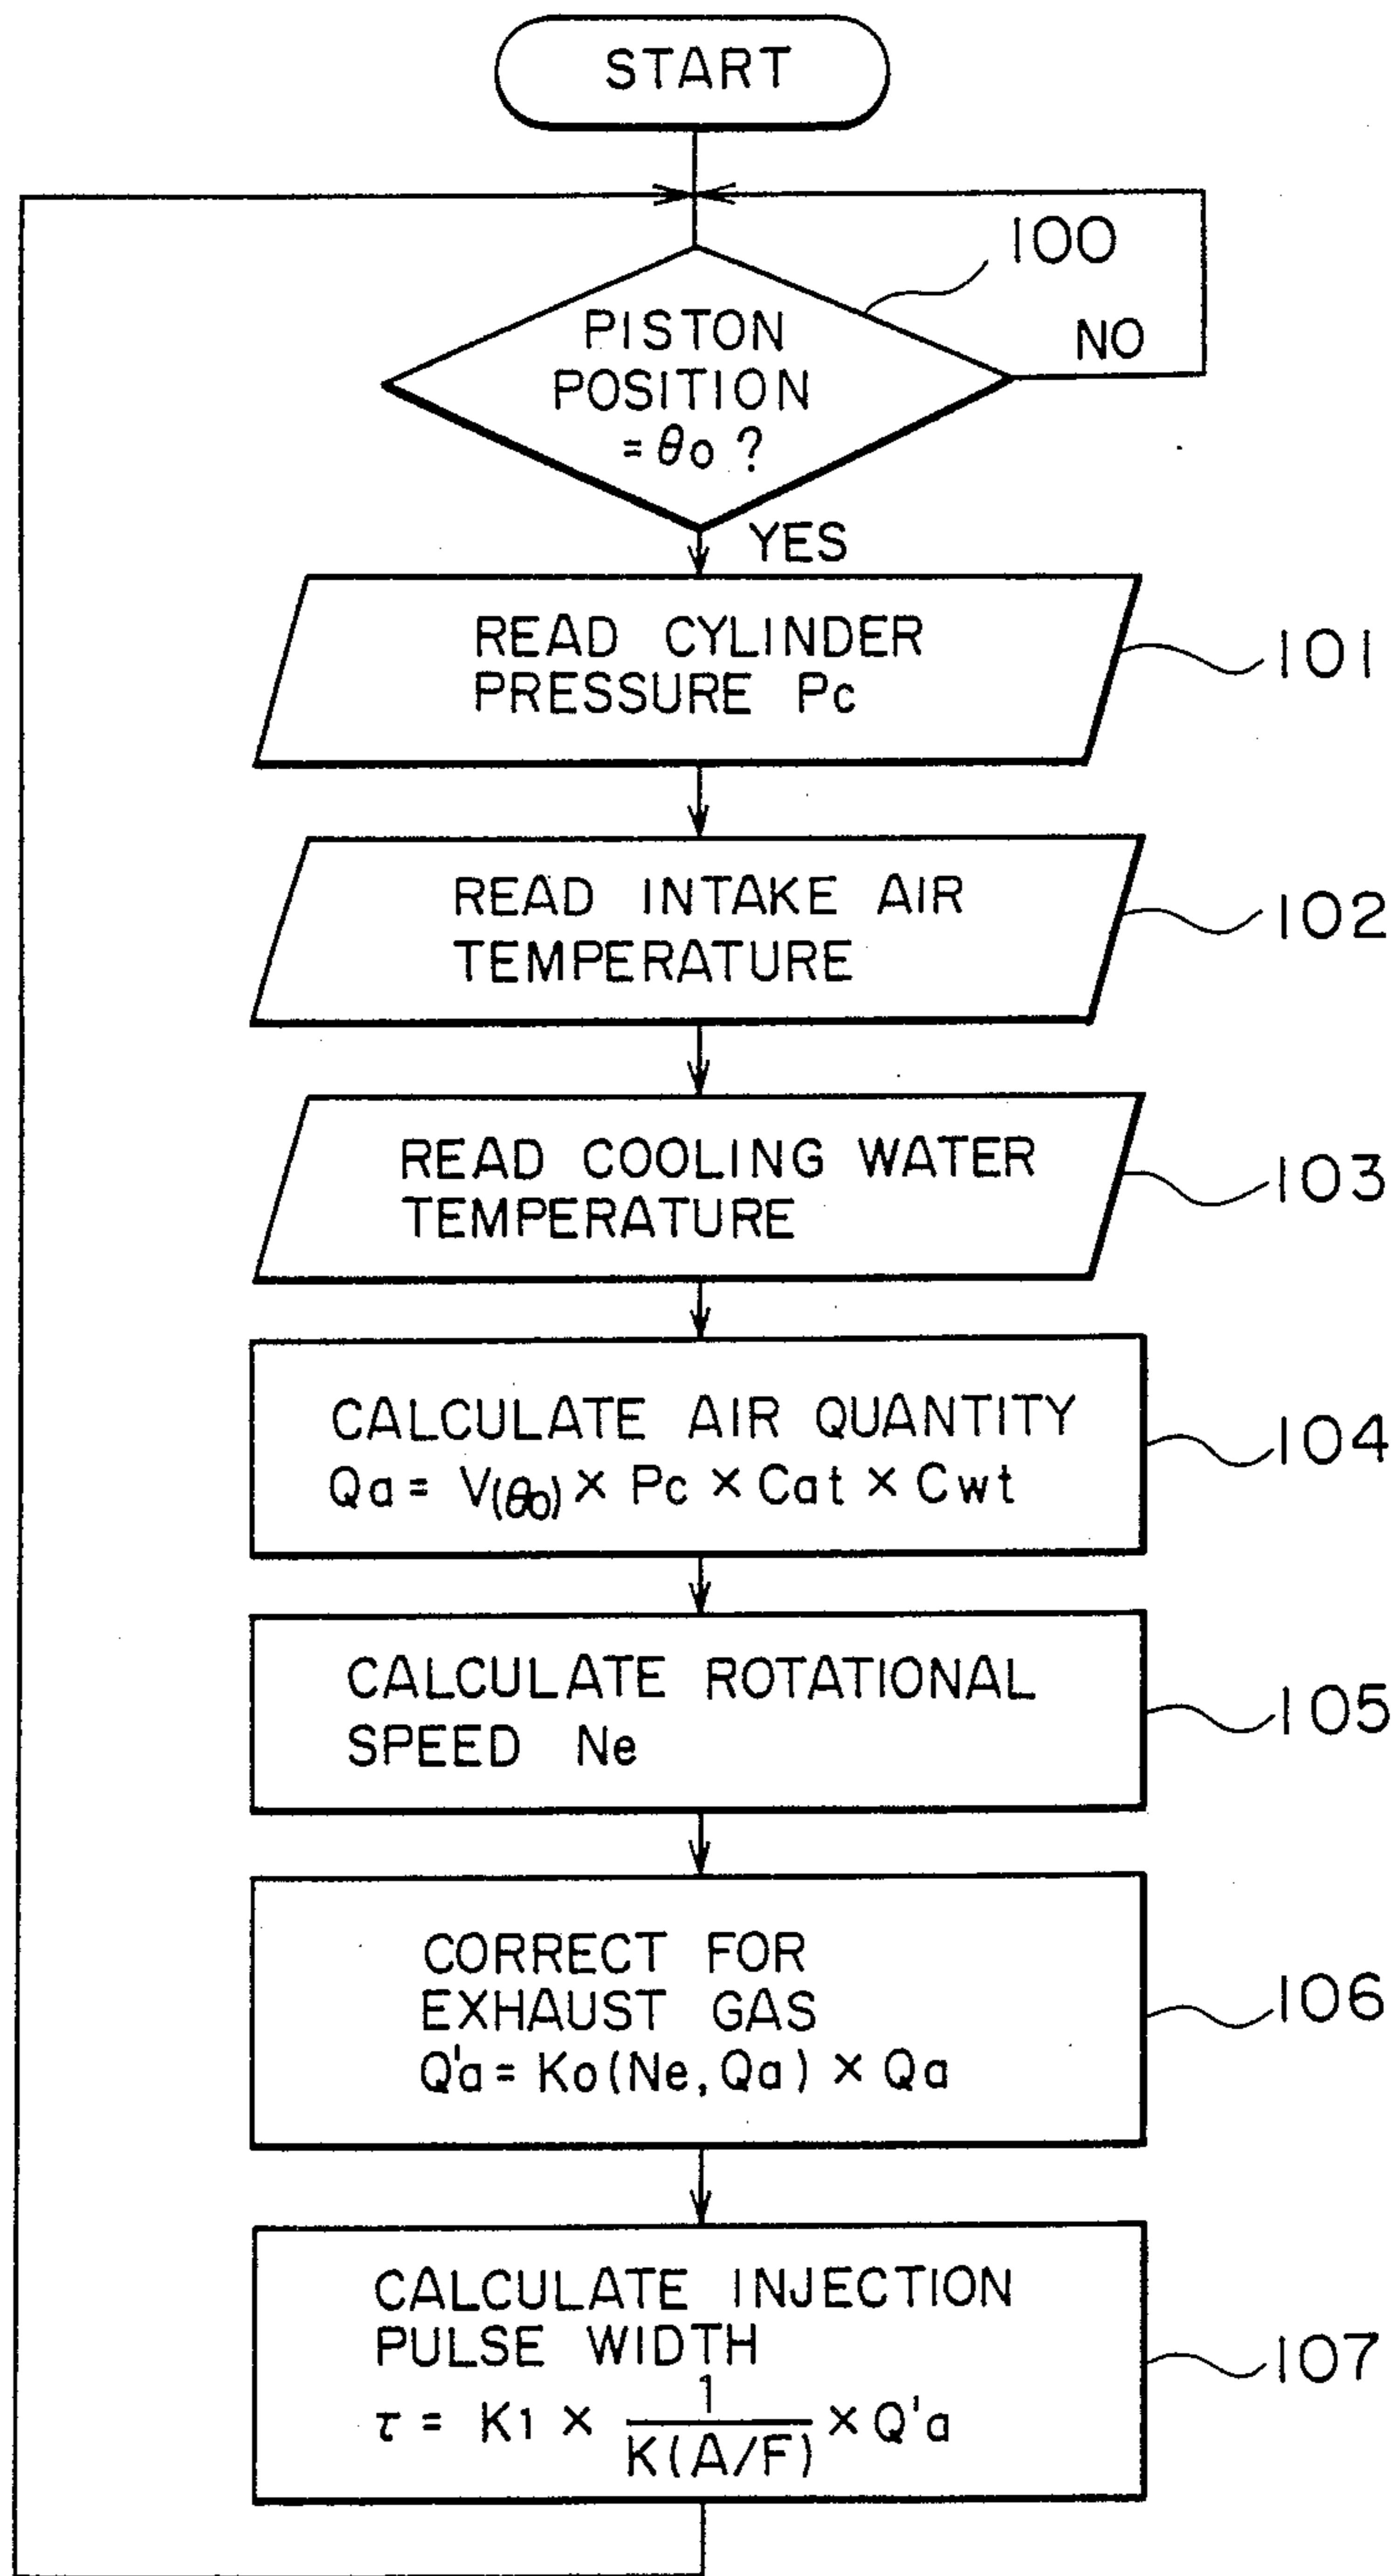 START
100
PISTON
POSITION
= θo ?
NO
YES
READ CYLINDER
PRESSURE Pc
101
READ INTAKE AIR
TEMPERATURE
102
READ COOLING WATER
TEMPERATURE
103
CALCULATE AIR QUANTITY
Qa = V(θo) × Pc × Cat × Cwt
104
CALCULATE ROTATIONAL
SPEED Ne
105
CORRECT FOR
EXHAUST GAS
Q'a = Ko(Ne, Qa) × Qa
106
CALCULATE INJECTION
PULSE WIDTH
τ = K1 × 1/K(A/F) × Q'a
107